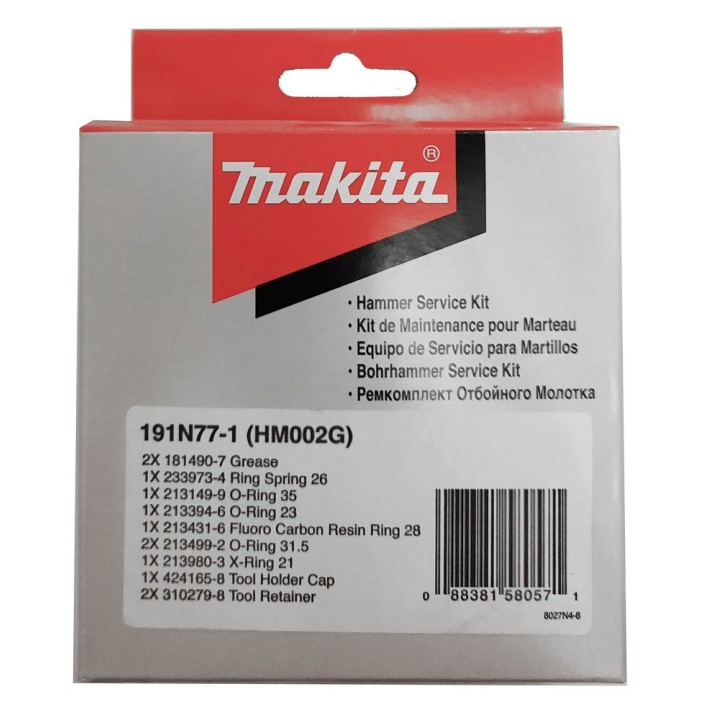 makita®
· Hammer Service Kit
· Kit de Maintenance pour Marteau
· Equipo de Servicio para Martillos
· Bohrhammer Service Kit
· Ремкомплект Отбойного Молотка
191N77-1 (HM002G)
2X 181490-7 Grease
1X 233973-4 Ring Spring 26
1X 213149-9 O-Ring 35
1X 213394-6 O-Ring 23
1X 213431-6 Fluoro Carbon Resin Ring 28
2X 213499-2 O-Ring 31.5
1X 213980-3 X-Ring 21
1X 424165-8 Tool Holder Cap
2X 310279-8 Tool Retainer
0 88381 58057 1
8027N4-6